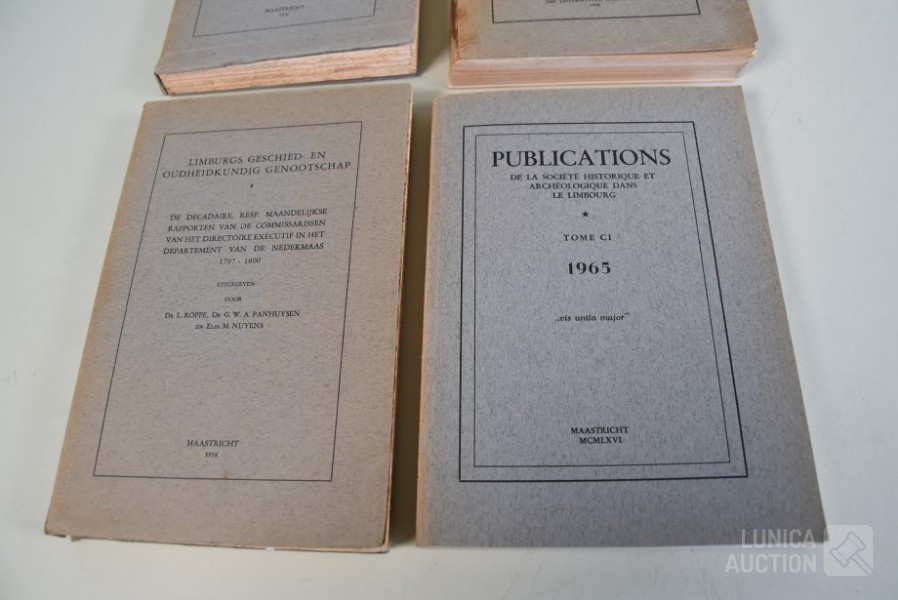 MAASTRICHT
LIMBURGS GESCHIED- EN
OUDHEIDKUNDIG GENOOTSCHAP
DE DECADAIRE, RESP. MAANDELIJKSE
RAPPORTEN VAN DE COMMISSARISSEN
VAN HET DIRECTOIRE EXECUTIF IN HET
DEPARTEMENT VAN DE NEDERMAAS
1797 - 1800
UITGEGEVEN
DOOR
Dr L. ROPPE, Dr G. W. A. PANHUYSEN
EN Elis M. NUYENS
MAASTRICHT
PUBLICATIONS
DE LA SOCIÉTÉ HISTORIQUE ET
ARCHÉOLOGIQUE DANS
LE LIMBOURG
★
TOME CI
1965
„vis unita major"
MAASTRICHT
MCMLXVI
LUNICA
AUCTION